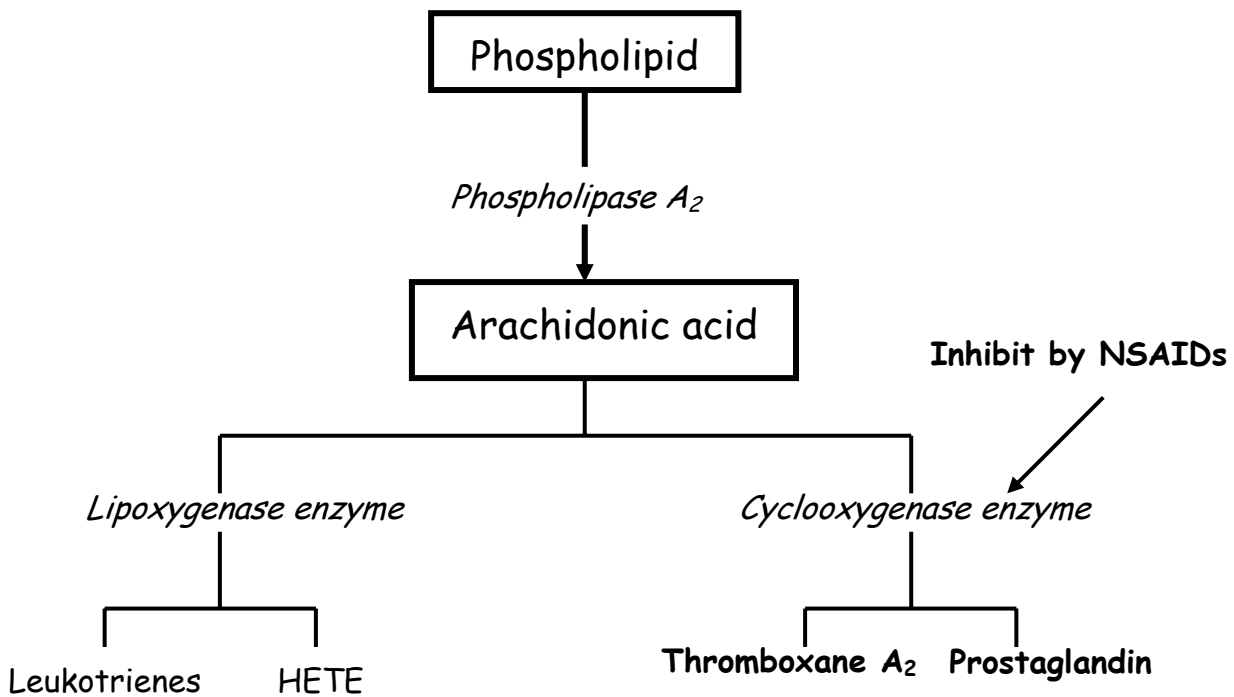 Phospholipid
Phospholipase A₂
Arachidonic acid
Inhibit by NSAIDs
Lipoxygenase enzyme
Cyclooxygenase enzyme
Leukotrienes
HETE
Thromboxane A₂
Prostaglandin